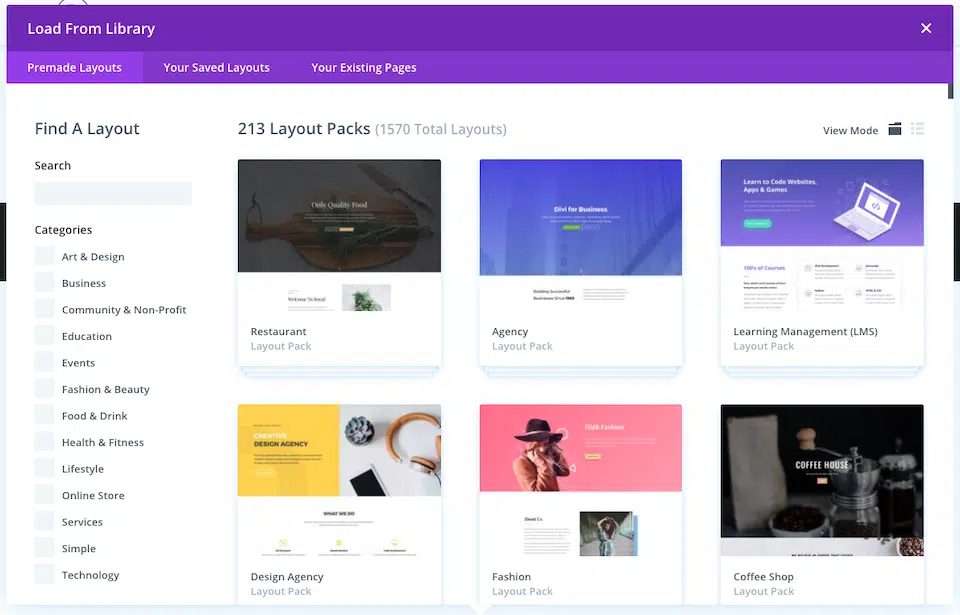 Load From Library
Premade Layouts
Your Saved Layouts
Your Existing Pages
Find A Layout
Search
Categories
Art & Design
Business
Community & Non-Profit
Education
Events
Fashion & Beauty
Food & Drink
Health & Fitness
Lifestyle
Online Store
Services
Simple
Technology
213 Layout Packs (1570 Total Layouts)
View Mode
Only Quality Food
Restaurant
Layout Pack
Divi for Business
Building Successful
Businesses Since 1988
Agency
Layout Pack
Learn to Code Websites,
Apps & Games
100's of Courses
Learning Management (LMS)
Layout Pack
CREATIVE
DESIGN AGENCY
WHAT WE DO
Design Agency
Layout Pack
High Fashion
About Us
Fashion
Layout Pack
COFFEE HOUSE
Coffee Shop
Layout Pack